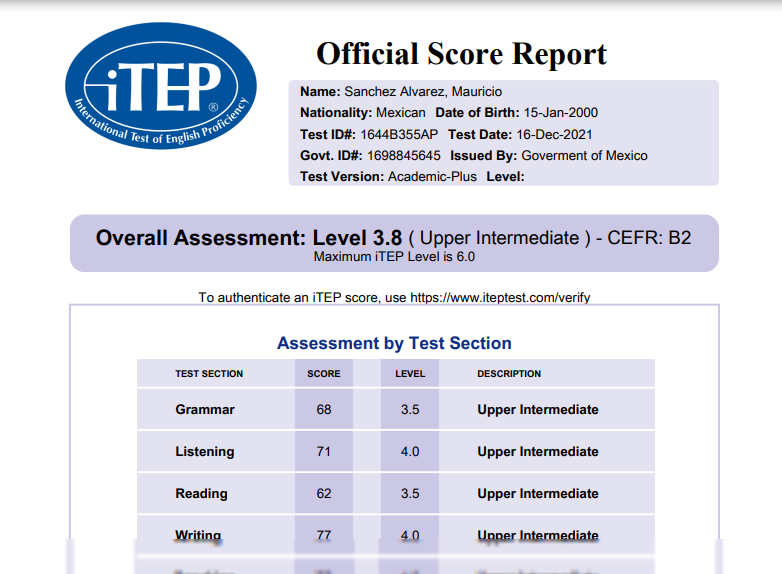 iTEP®
International Test of English Proficiency
Official Score Report
Name: Sanchez Alvarez, Mauricio
Nationality: Mexican Date of Birth: 15-Jan-2000
Test ID#: 1644B355AP Test Date: 16-Dec-2021
Govt. ID#: 1698845645 Issued By: Goverment of Mexico
Test Version: Academic-Plus Level:
Overall Assessment: Level 3.8 ( Upper Intermediate ) - CEFR: B2
Maximum iTEP Level is 6.0
To authenticate an iTEP score, use https://www.iteptest.com/verify
Assessment by Test Section
TEST SECTION SCORE LEVEL DESCRIPTION
Grammar 68 3.5 Upper Intermediate
Listening 71 4.0 Upper Intermediate
Reading 62 3.5 Upper Intermediate
Writing 77 4.0 Upper Intermediate